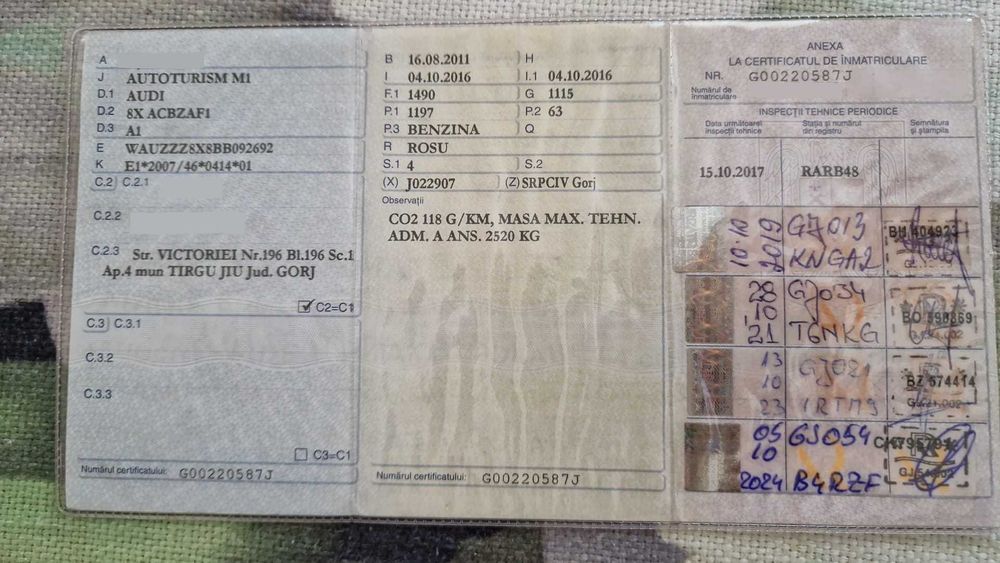 A
J AUTOTURISM M1
D.1 AUDI
D.2 8X ACBZAF1
D.3 A1
E WAUZZZ8X8BB092692
K E1*2007/46*0414*01
C.2 C.2.1
C.2.2
C.2.3 Str. VICTORIEI Nr.196 Bl.196 Sc.1
Ap.4 mun TIRGU JIU Jud. GORJ
C2=C1
C.3 C.3.1
C.3.2
C.3.3
C3=C1
Numărul certificatului: G00220587J
B 16.08.2011 H
I 04.10.2016 I.1 04.10.2016
F.1 1490 G 1115
P.1 1197 P.2 63
P.3 BENZINA Q
R ROSU
S.1 4 S.2
(X) J022907 (Z) SRPCIV Gorj
Observații
CO2 118 G/KM, MASA MAX. TEHN.
ADM. A ANS. 2520 KG
Numărul certificatului: G00220587J
ANEXA
LA CERTIFICATUL DE ÎNMATRICULARE
NR. G00220587J
Numărul de
înmatriculare
INSPECȚII TEHNICE PERIODICE
Data următoarei
inspecții tehnice
Stația și numărul
din registru
Semnătura
și ștampila
15.10.2017 RARB48
10.10
2019
GJ013
KNGA2
28
10
21
GJ034
T6NKG
13
10
23
GJ021
1RTM9
BZ 574414
05
10
2024
GJ054
B4RZF